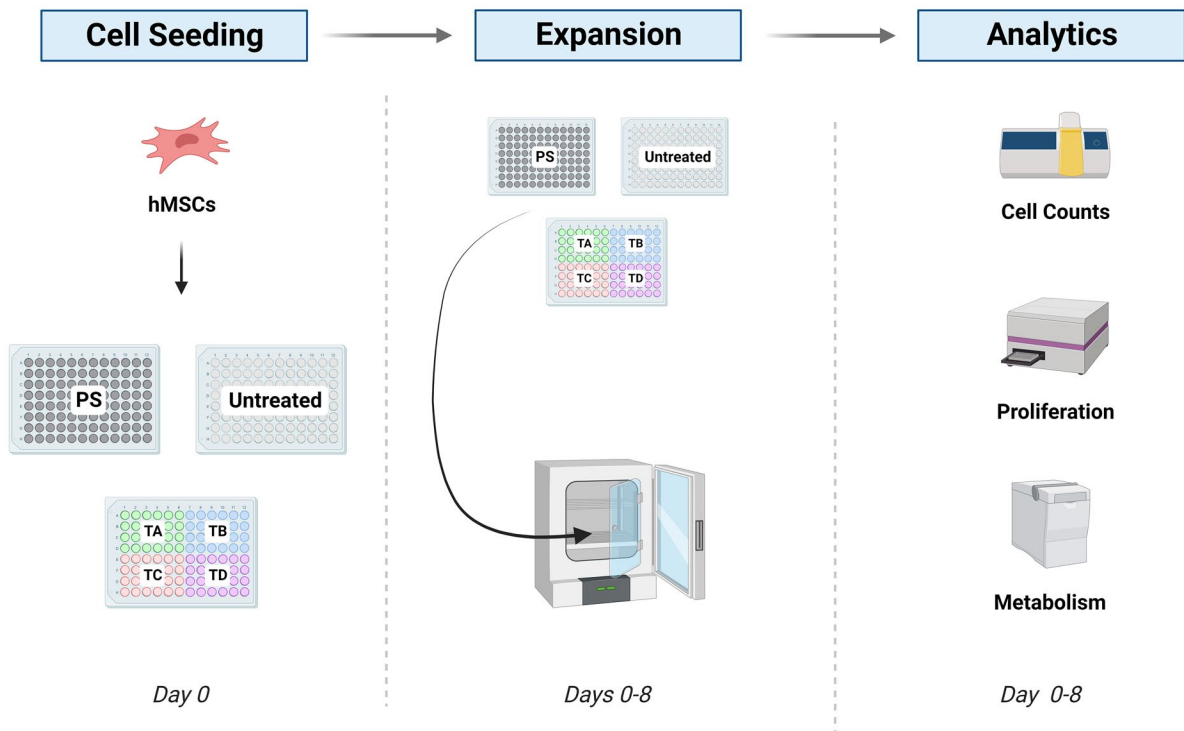 Cell Seeding
Expansion
Analytics
hMSCs
PS
Untreated
TA
TB
TC
TD
Day 0
PS
Untreated
TA
TB
TC
TD
Days 0-8
Cell Counts
Proliferation
Metabolism
Day 0-8